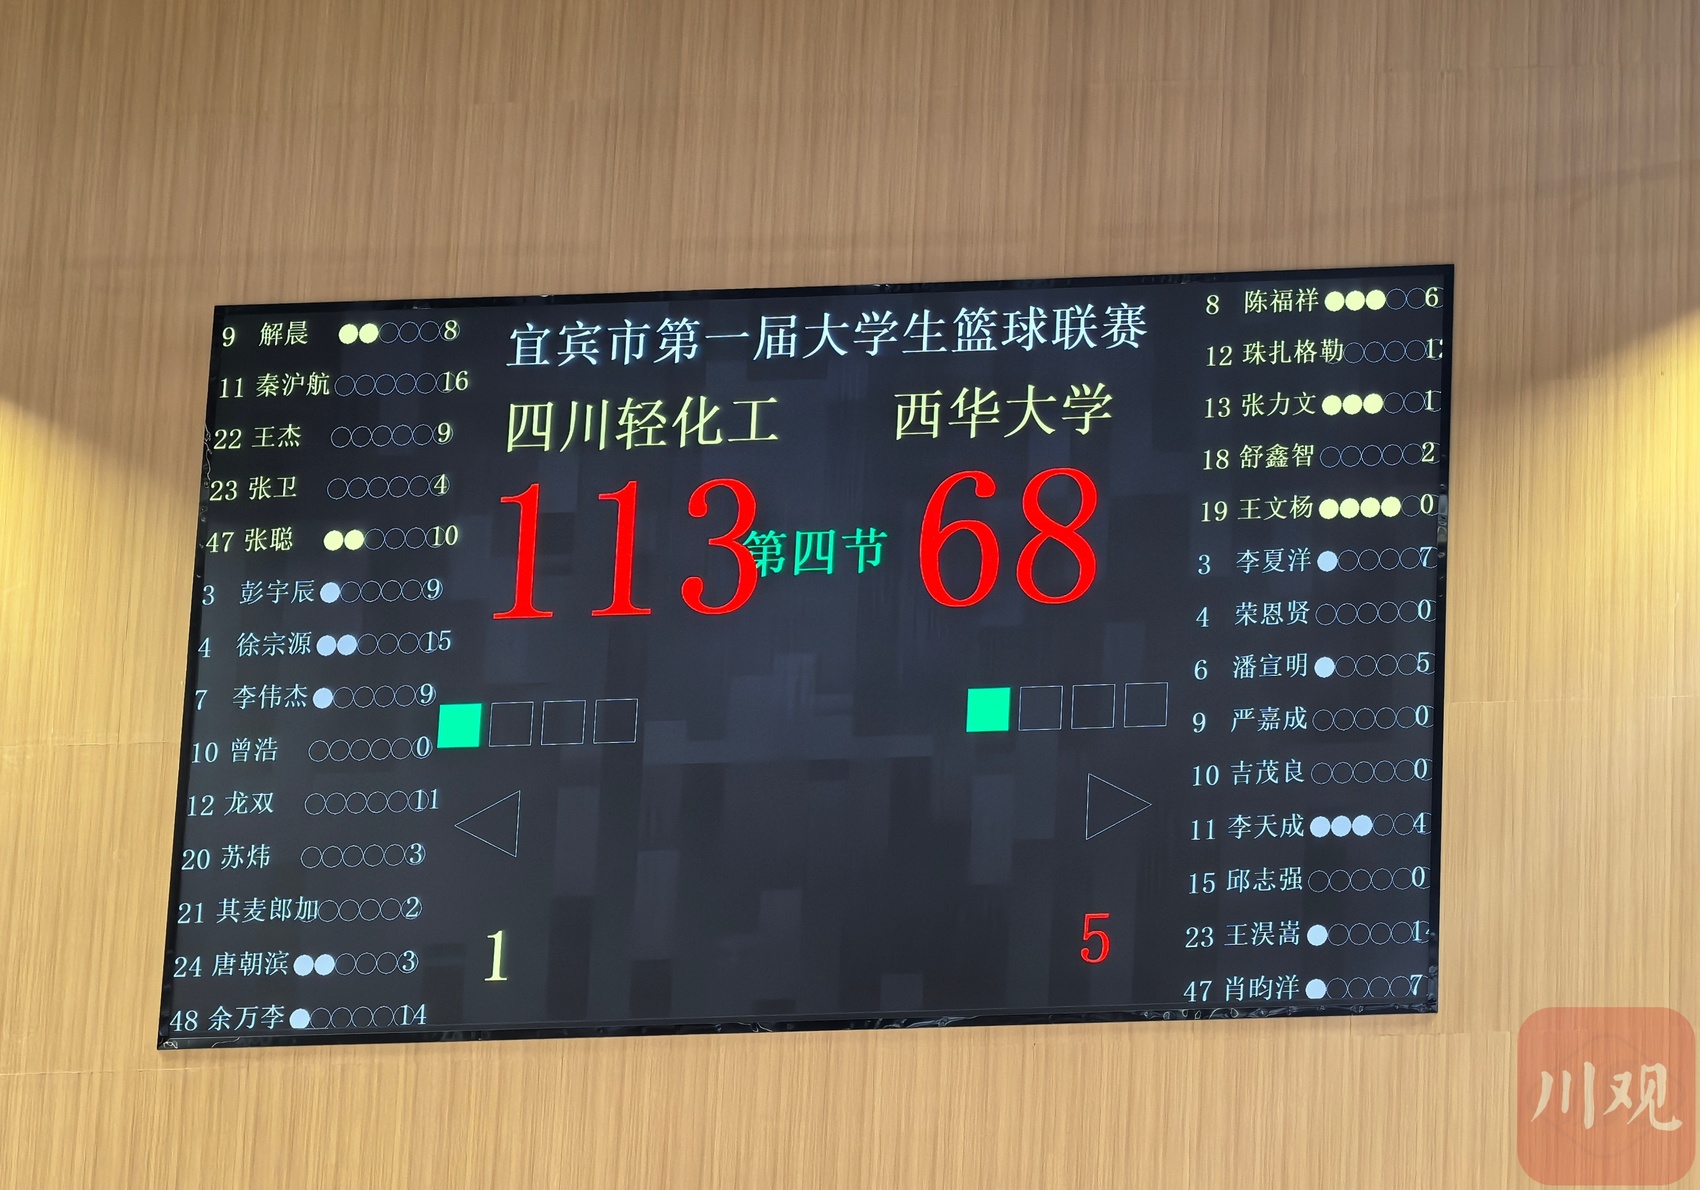 宜宾市第一届大学生篮球联赛
四川轻化工 西华大学
113 第四节 68
1 5
9 解晨 8
11 秦沪航 16
22 王杰 9
23 张卫 4
47 张聪 10
3 彭宇辰 9
4 徐宗源 15
7 李伟杰 9
10 曾浩 0
12 龙双 11
20 苏炜 3
21 其麦郎加 2
24 唐朝滨 3
48 余万李 14
8 陈福祥 6
12 珠扎格勒
13 张力文
18 舒鑫智 2
19 王文杨 0
3 李夏洋 7
4 荣恩贤 0
6 潘宣明 5
9 严嘉成 0
10 吉茂良 0
11 李天成 4
15 邱志强 0
23 王淏嵩
47 肖昀洋 7
川观